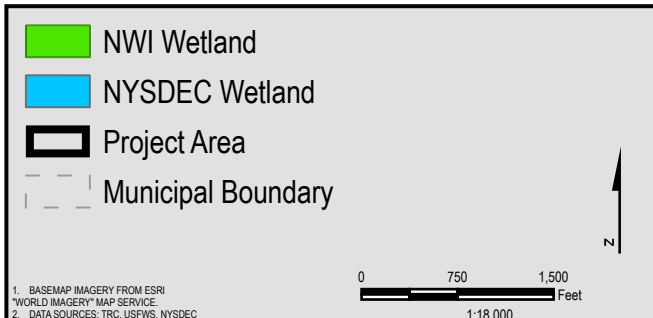 NWI Wetland
NYSDEC Wetland
Project Area
Municipal Boundary
N
0 750 1,500
Feet
1:18,000
1. BASEMAP IMAGERY FROM ESRI
"WORLD IMAGERY" MAP SERVICE.
2. DATA SOURCES: TRC, USFWS, NYSDEC